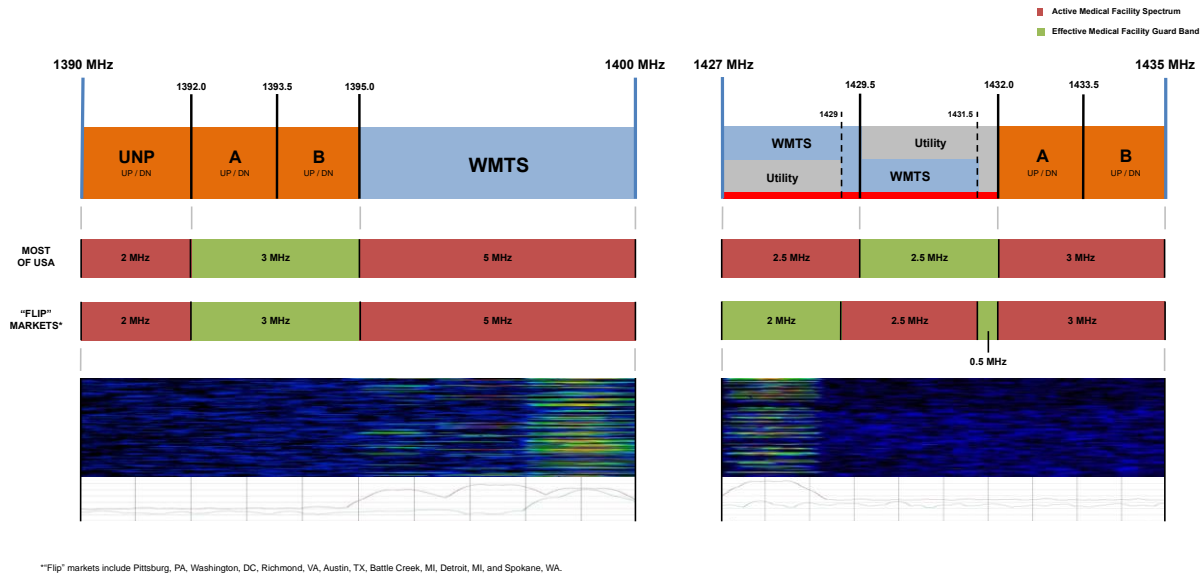 Active Medical Facility Spectrum
Effective Medical Facility Guard Band
1390 MHz
1400 MHz
1427 MHz
1435 MHz
1392.0
1393.5
1395.0
1429.5
1432.0
1433.5
1429
1431.5
UNP
UP / DN
A
UP / DN
B
UP / DN
WMTS
WMTS
Utility
Utility
WMTS
A
UP / DN
B
UP / DN
MOST
OF USA
2 MHz
3 MHz
5 MHz
2.5 MHz
2.5 MHz
3 MHz
“FLIP”
MARKETS*
2 MHz
3 MHz
5 MHz
2 MHz
2.5 MHz
3 MHz
0.5 MHz
*“Flip” markets include Pittsburg, PA, Washington, DC, Richmond, VA, Austin, TX, Battle Creek, MI, Detroit, MI, and Spokane, WA.